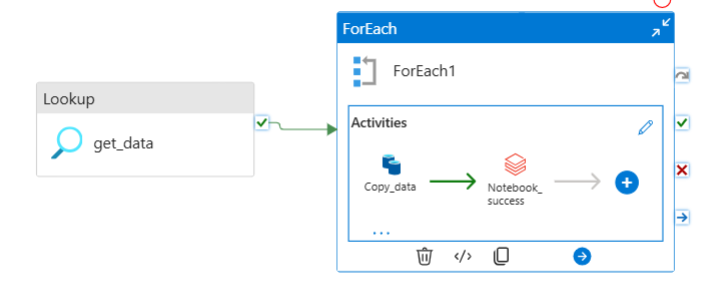 Lookup
get_data
ForEach
ForEach1
Activities
Copy_data
Notebook_
success
...